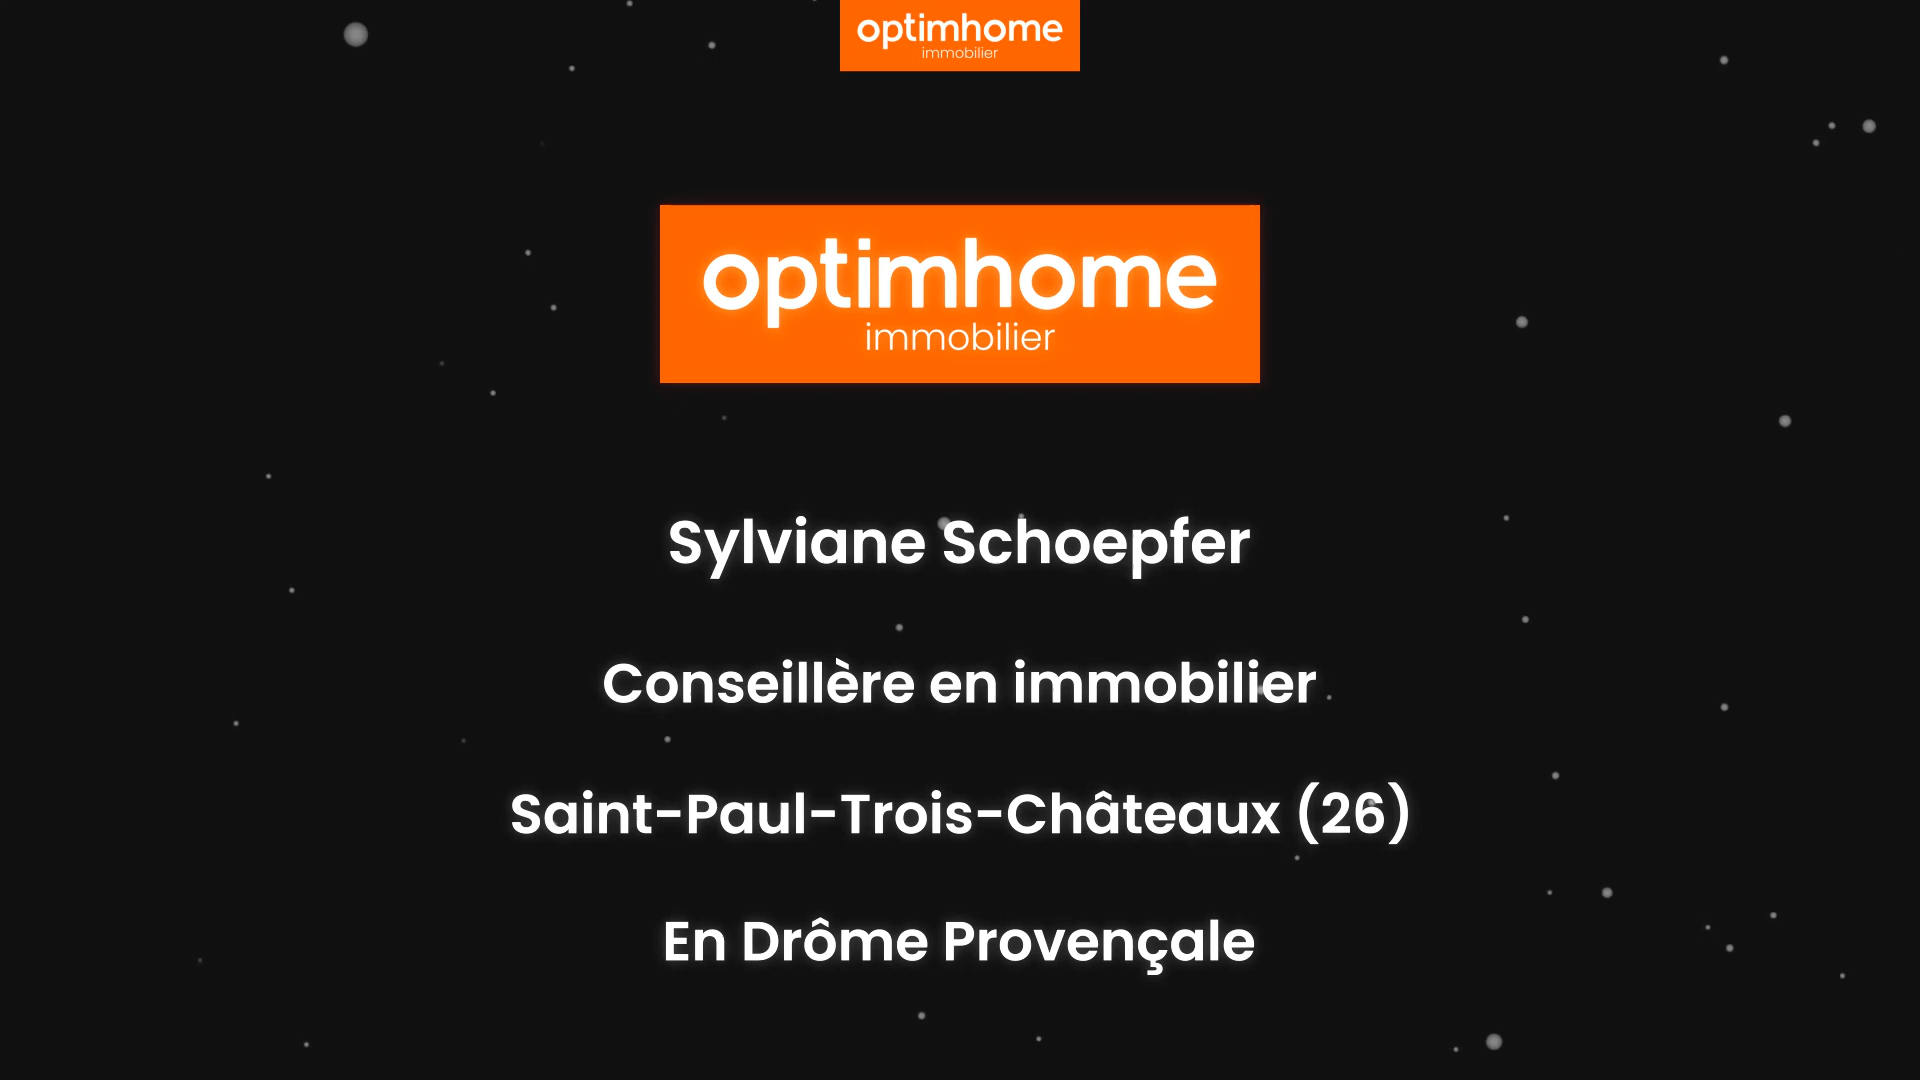 optimhome
immobilier
optimhome
immobilier
Sylviane Schoepfer
Conseillère en immobilier
Saint-Paul-Trois-Châteaux (26)
En Drôme Provençale